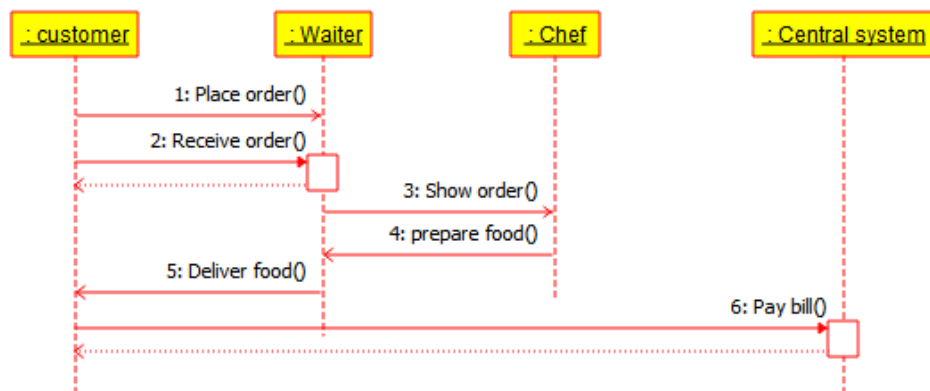 : customer
: Waiter
: Chef
: Central system
1: Place order()
2: Receive order()
3: Show order()
4: prepare food()
5: Deliver food()
6: Pay bill()